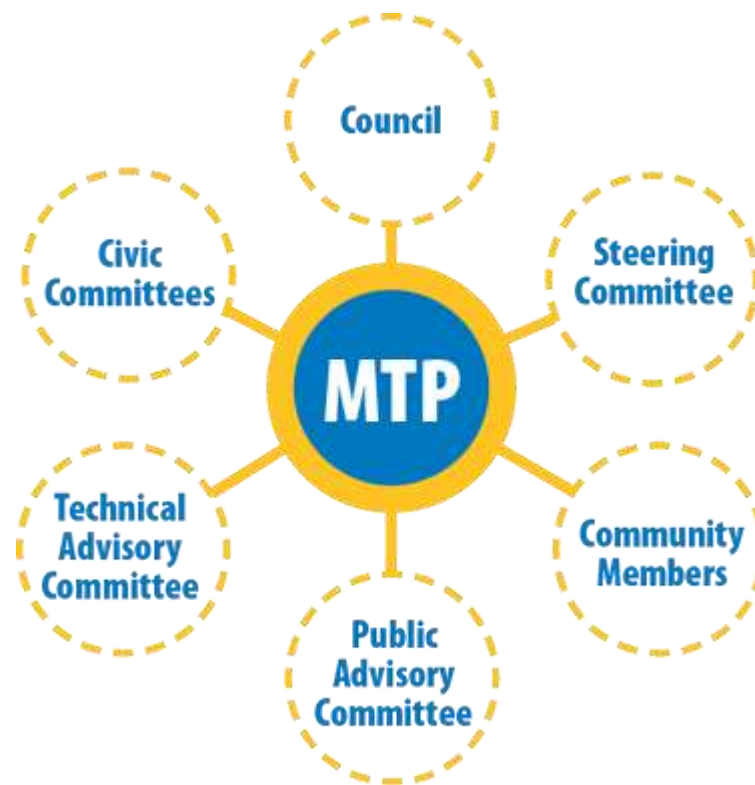 Council
Civic
Committees
Steering
Committee
MTP
Technical
Advisory
Committee
Community
Members
Public
Advisory
Committee